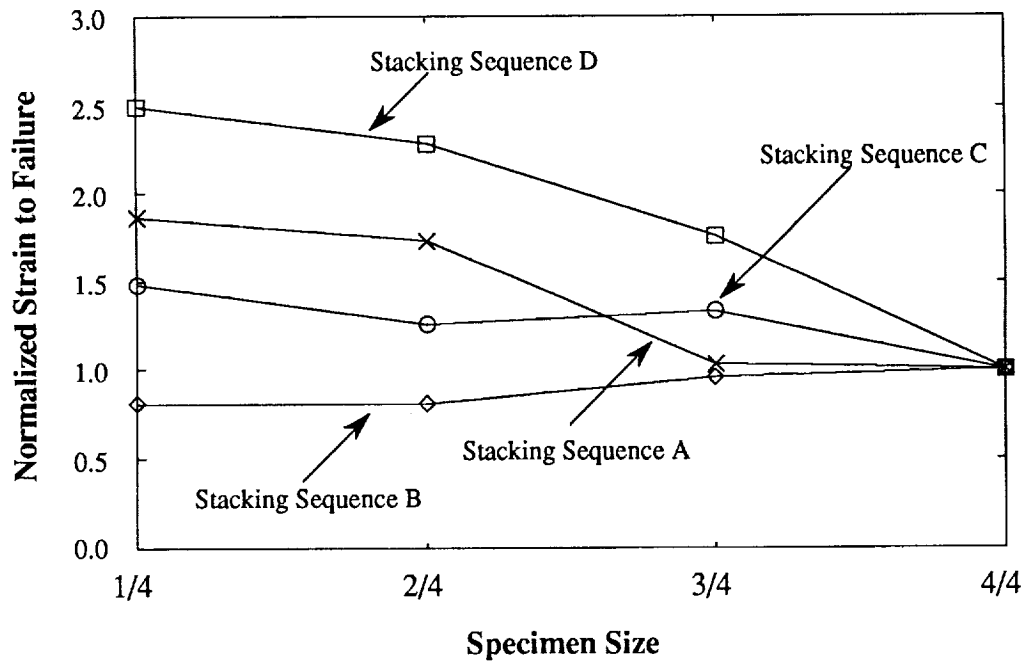 3.0
Stacking Sequence D
2.5
Stacking Sequence C
2.0
1.5
1.0
Stacking Sequence A
0.5
Stacking Sequence B
0.0
1/4 2/4 3/4 4/4
Normalized Strain to Failure
Specimen Size